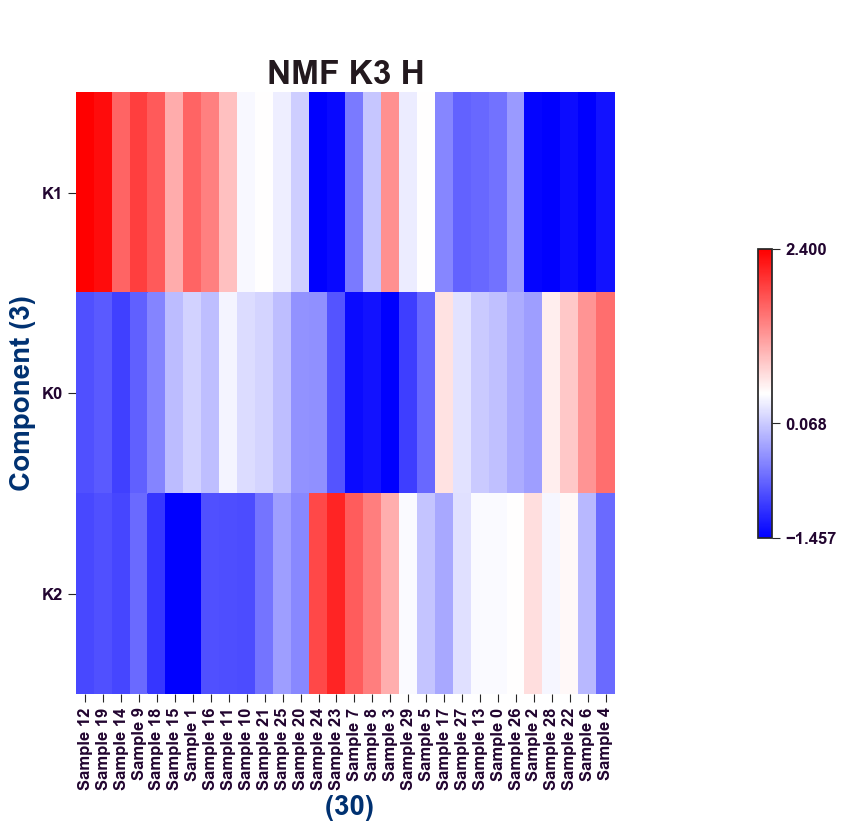 NMF K3 H
K1
K0
K2
Component (3)
2.400
0.068
−1.457
Sample 12
Sample 19
Sample 14
Sample 9
Sample 18
Sample 15
Sample 1
Sample 16
Sample 11
Sample 10
Sample 21
Sample 25
Sample 20
Sample 24
Sample 23
Sample 7
Sample 8
Sample 3
Sample 29
Sample 5
Sample 17
Sample 27
Sample 13
Sample 0
Sample 26
Sample 2
Sample 28
Sample 22
Sample 6
Sample 4
(30)